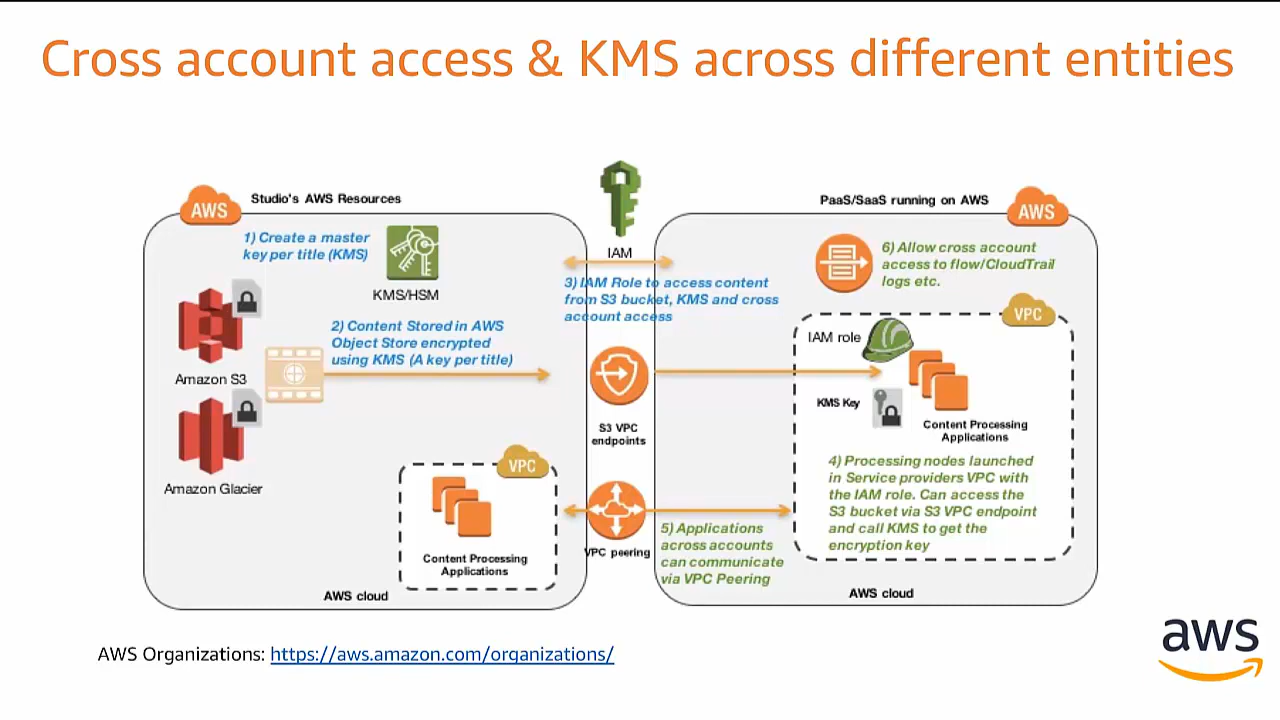 Cross account access & KMS across different entities
AWS
Studio's AWS Resources
1) Create a master
key per title (KMS)
KMS/HSM
2) Content Stored in AWS
Object Store encrypted
using KMS (A key per title)
Amazon S3
Amazon Glacier
VPC
Content Processing
Applications
AWS cloud
IAM
3) IAM Role to access content
from S3 bucket, KMS and cross
account access
S3 VPC
endpoints
VPC peering
5) Applications
across accounts
can communicate
via VPC Peering
PaaS/SaaS running on AWS
AWS
6) Allow cross account
access to flow/CloudTrail
logs etc.
VPC
IAM role
KMS Key
Content Processing
Applications
4) Processing nodes launched
in Service providers VPC with
the IAM role. Can access the
S3 bucket via S3 VPC endpoint
and call KMS to get the
encryption key
AWS cloud
AWS Organizations: https://aws.amazon.com/organizations/
aws